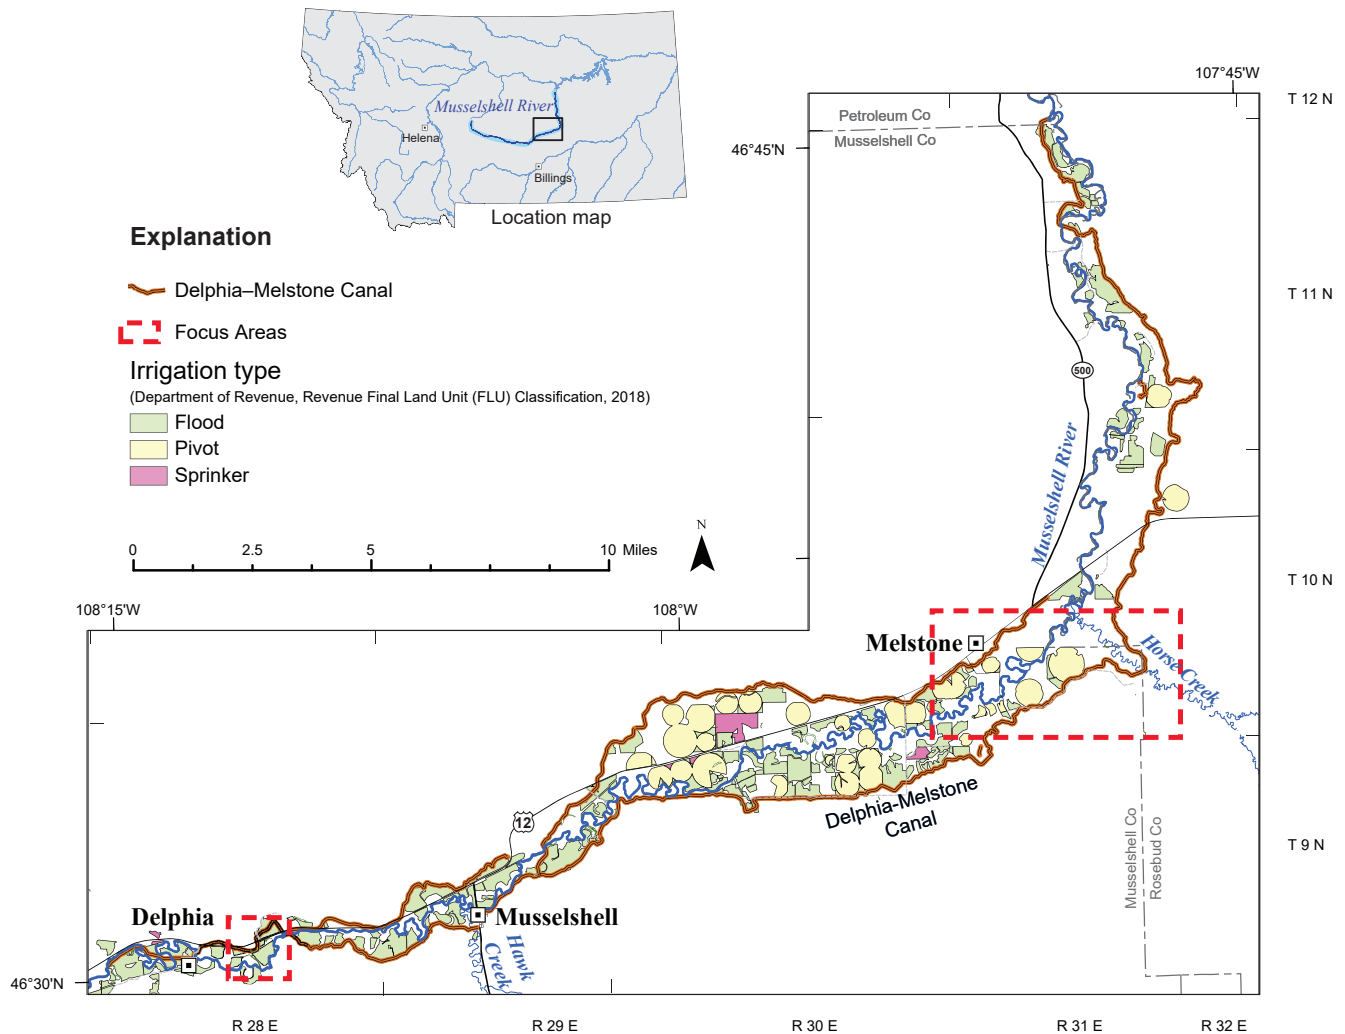 Musselshell River
Helena
Billings
Location map
107°45'W
T 12 N
Petroleum Co
Musselshell Co
46°45'N
Explanation
Delphia–Melstone Canal
Focus Areas
Irrigation type
(Department of Revenue, Revenue Final Land Unit (FLU) Classification, 2018)
Flood
Pivot
Sprinker
T 11 N
500
Musselshell River
N
0 2.5 5 10 Miles
T 10 N
108°15'W
108°W
Melstone
Horse Creek
Delphia-Melstone
Canal
12
Musselshell Co
Rosebud Co
T 9 N
Delphia
Musselshell
Hawk
Creek
46°30'N
R 28 E
R 29 E
R 30 E
R 31 E
R 32 E